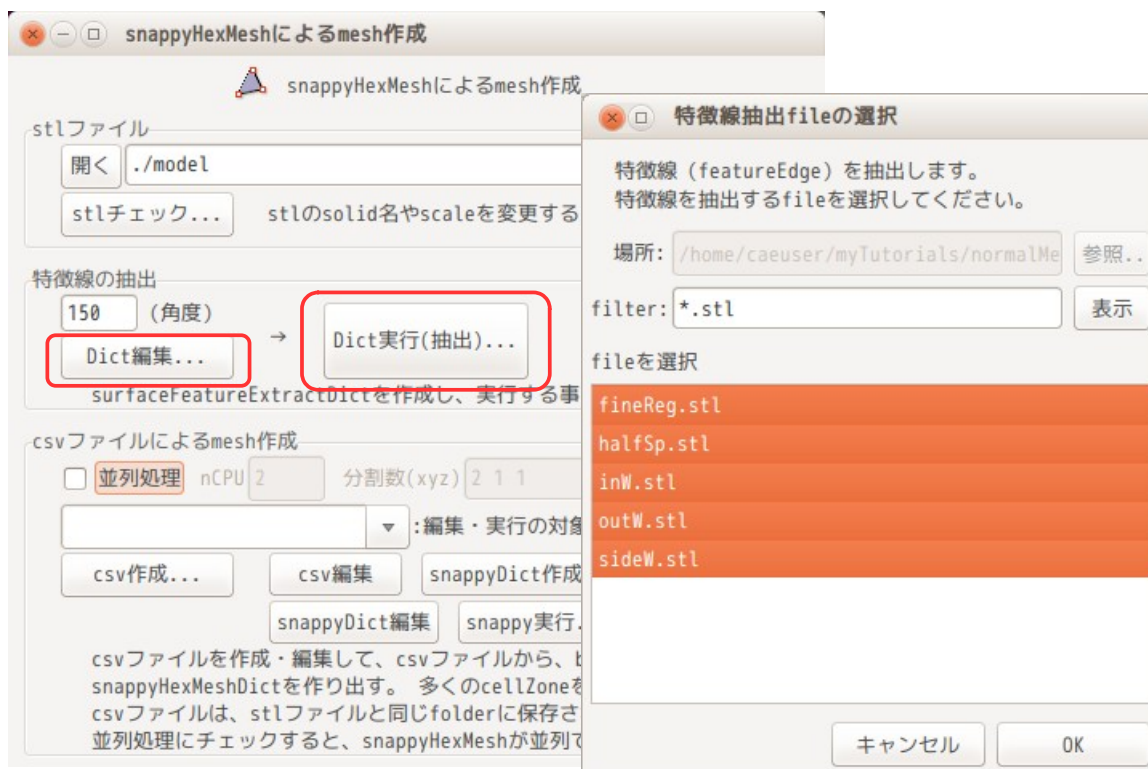 snappyHexMeshによるmesh作成
snappyHexMeshによるmesh作成
stlファイル
開く ./model
stlチェック... stlのsolid名やscaleを変更する
特徴線の抽出
150 (角度)
→
Dict編集...
Dict実行(抽出)...
surfaceFeatureExtractDictを作成し、実行する事
csvファイルによるmesh作成
並列処理 nCPU 2 分割数(xyz) 2 1 1
:編集・実行の対象
csv作成... csv編集 snappyDict作成
snappyDict編集 snappy実行.
csvファイルを作成・編集して、csvファイルから、
snappyHexMeshDictを作り出す。 多くのcellZoneを
csvファイルは、stlファイルと同じfolderに保存さ
並列処理にチェックすると、snappyHexMeshが並列で
特徴線抽出fileの選択
特徴線（featureEdge）を抽出します。
特徴線を抽出するfileを選択してください。
場所: /home/caeuser/myTutorials/normalMe 参照..
filter: *.stl 表示
fileを選択
fineReg.stl
halfSp.stl
inW.stl
outW.stl
sideW.stl
キャンセル OK